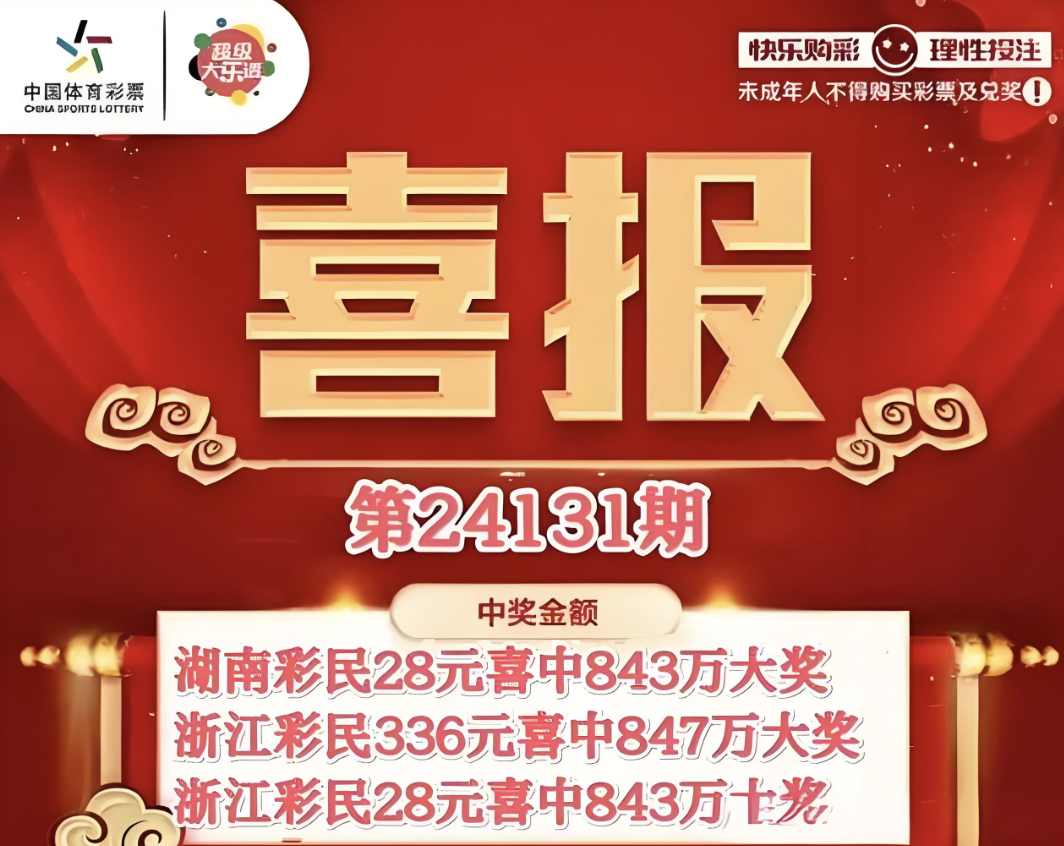 中国体育彩票
CHINA SPORTS LOTTERY
超级
大乐透
快乐购彩 理性投注
未成年人不得购买彩票及兑奖!
喜报
第24131期
中奖金额
湖南彩民28元喜中843万大奖
浙江彩民336元喜中847万大奖
浙江彩民28元喜中843万大奖